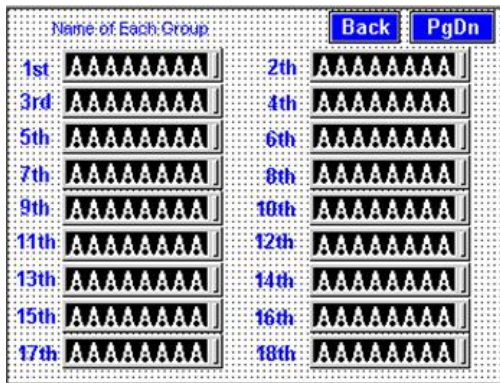 Name of Each Group Back PgDn
1st AAAAAAAA 2th AAAAAAAA
3rd AAAAAAAA 4th AAAAAAAA
5th AAAAAAAA 6th AAAAAAAA
7th AAAAAAAA 8th AAAAAAAA
9th AAAAAAAA 10th AAAAAAAA
11th AAAAAAAA 12th AAAAAAAA
13th AAAAAAAA 14th AAAAAAAA
15th AAAAAAAA 16th AAAAAAAA
17th AAAAAAAA 18th AAAAAAAA